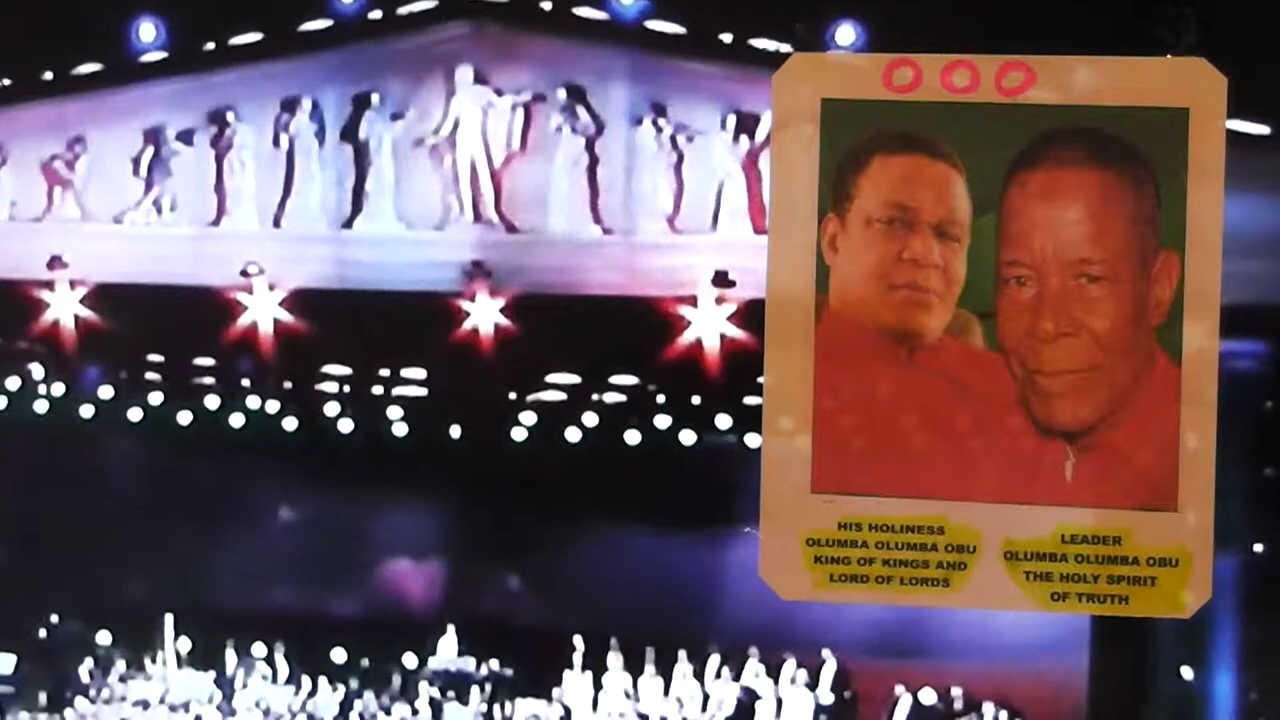 OOO
HIS HOLINESS
OLUMBA OLUMBA OBU
KING OF KINGS AND
LORD OF LORDS
LEADER
OLUMBA OLUMBA OBU
THE HOLY SPIRIT
OF TRUTH